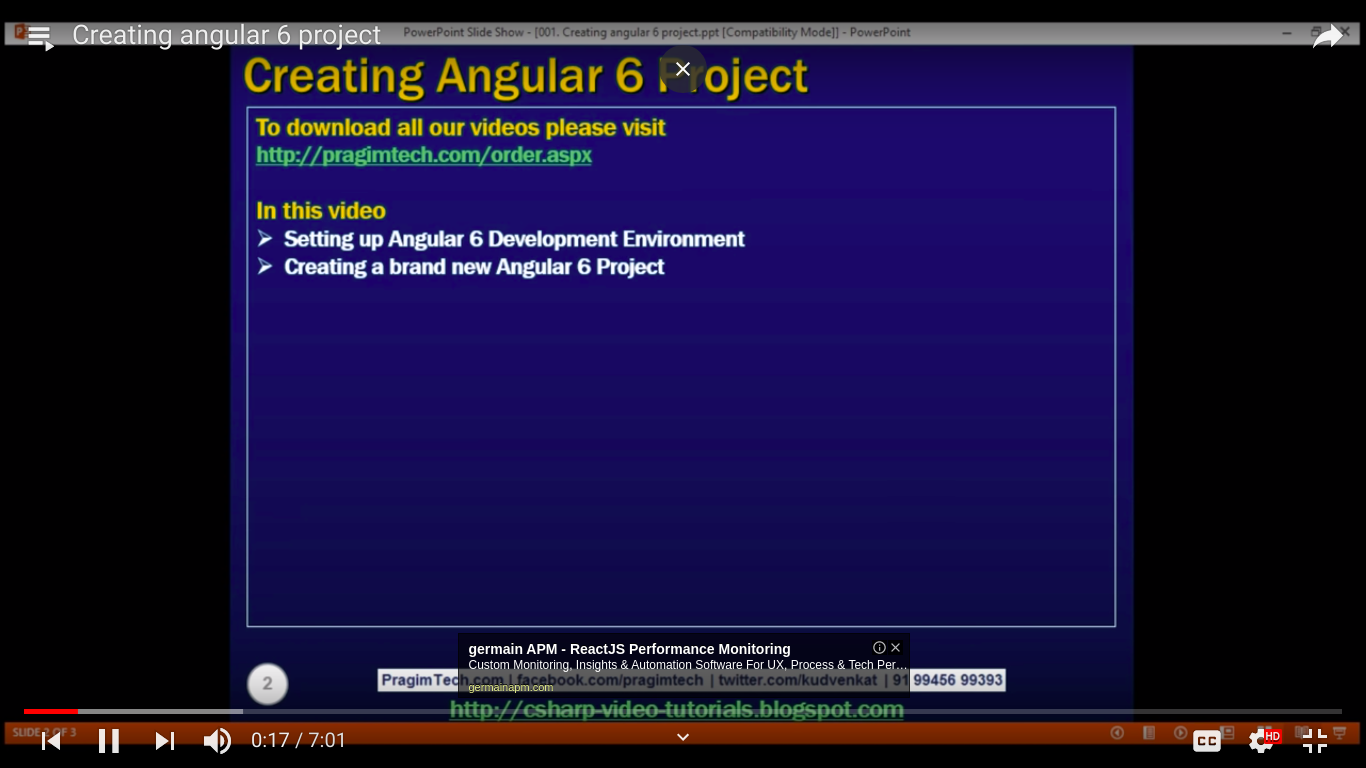 Creating angular 6 project
PowerPoint Slide Show - [001. Creating angular 6 project.ppt [Compatibility Mode]] - PowerPoint
Creating Angular 6 Project
To download all our videos please visit
http://pragimtech.com/order.aspx
In this video
➢ Setting up Angular 6 Development Environment
➢ Creating a brand new Angular 6 Project
germain APM - ReactJS Performance Monitoring
Custom Monitoring, Insights & Automation Software For UX, Process & Tech Per...
germainapm.com
2
PragimTech.com | facebook.com/pragimtech | twitter.com/kudvenkat | 91 99456 99393
http://csharp-video-tutorials.blogspot.com
SLIDE 2 OF 3
0:17 / 7:01
CC
HD